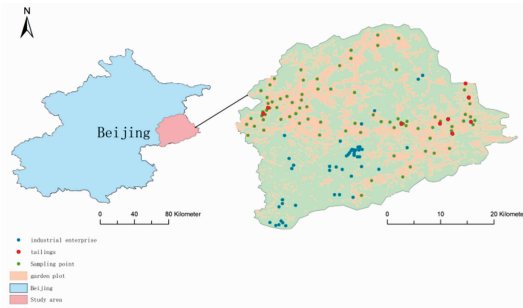 N
Beijing
0 40 80 Kilometer
0 10 20 Kilometer
industrial enterprise
tailings
Sampling point
garden plot
Beijing
Study area